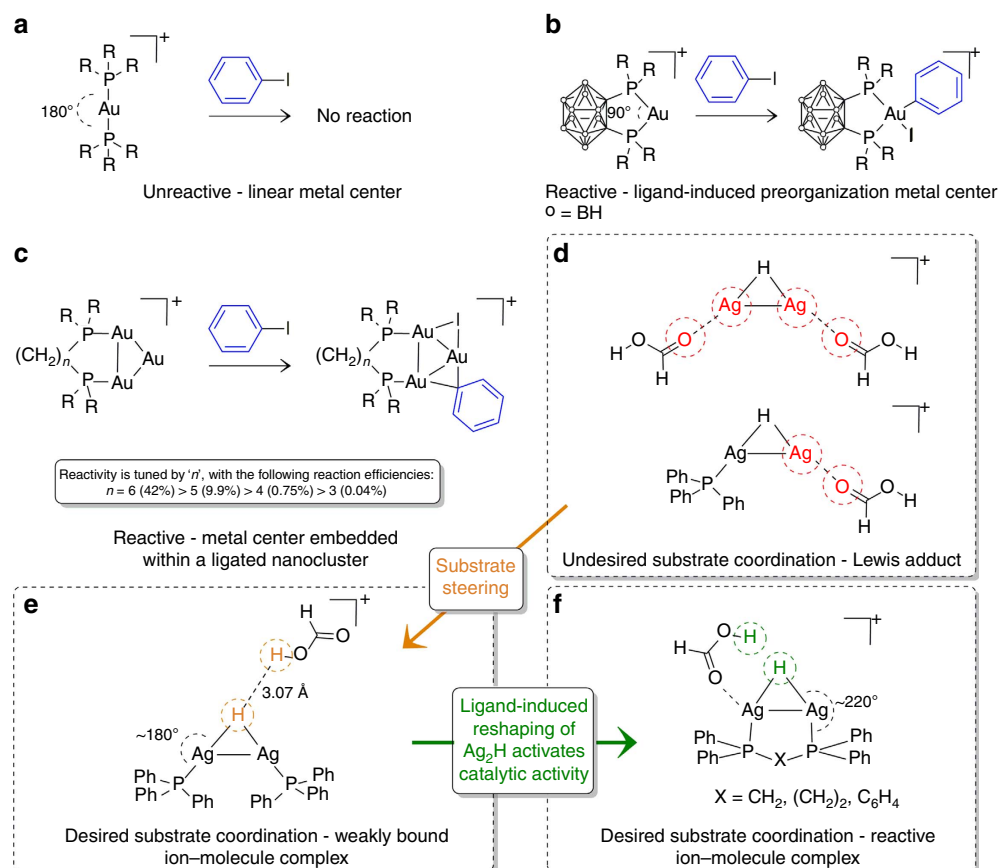 a
R
R
R
P
180°
Au
P
R
R
R
+
I
No reaction
Unreactive - linear metal center
b
R
R
P
90°
Au
P
R
R
+
I
R
R
P
Au
I
P
R
R
+
Reactive - ligand-induced preorganization metal center
o = BH
c
R
R
P
Au
(CH2)n
Au
P
Au
R
R
+
I
R
R
P
Au
I
(CH2)n
Au
P
Au
R
R
+
Reactivity is tuned by 'n', with the following reaction efficiencies:
n = 6 (42%) > 5 (9.9%) > 4 (0.75%) > 3 (0.04%)
Reactive - metal center embedded
within a ligated nanocluster
d
+
H
Ag
Ag
HO
O
H
O
O
H
H
+
H
Ag
Ag
P
Ph
Ph
Ph
O
O
H
H
Undesired substrate coordination - Lewis adduct
Substrate
steering
e
+
H
O
H
O
3.07 Å
H
~180°
Ag
Ag
Ph
P
Ph
Ph
P
Ph
Ph
Ph
Desired substrate coordination - weakly bound
ion–molecule complex
Ligand-induced
reshaping of
Ag2H activates
catalytic activity
f
+
H
O
H
O
H
Ag
Ag
~220°
Ph
Ph
P
X
P
Ph
Ph
X = CH2, (CH2)2, C6H4
Desired substrate coordination - reactive
ion–molecule complex